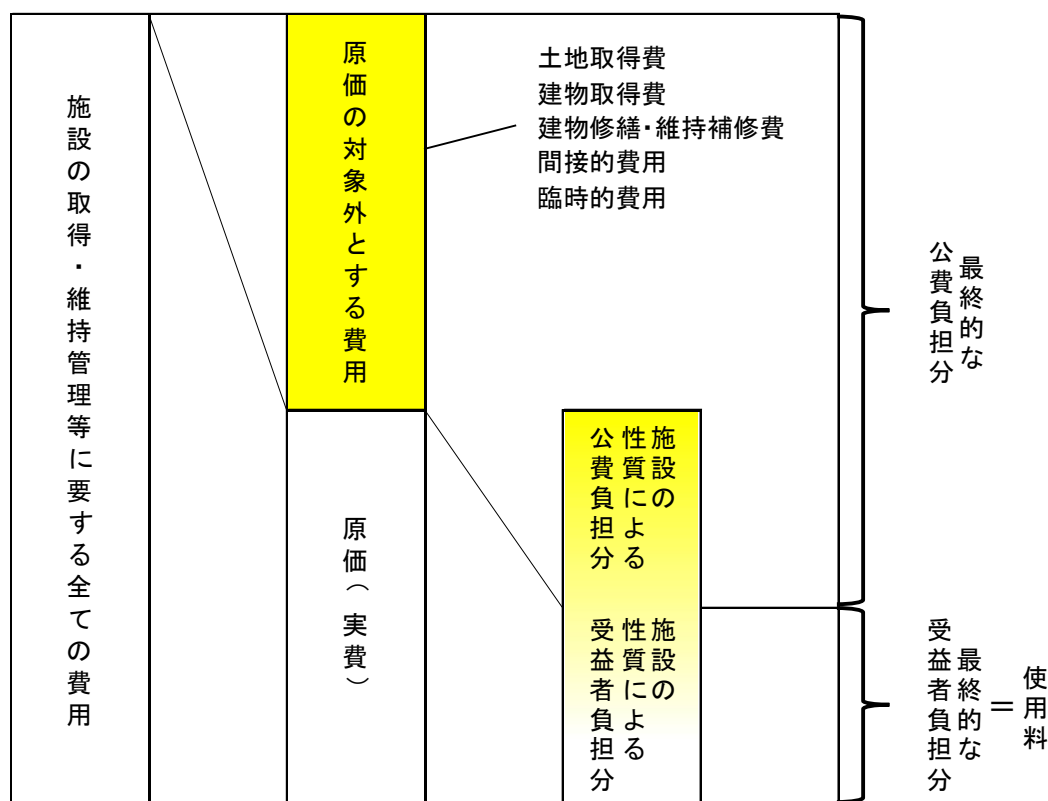 施設の取得・維持管理等に要する全ての費用
原価の対象外とする費用
原価（実費）
土地取得費
建物取得費
建物修繕・維持補修費
間接的費用
臨時的費用
施設の
性質による
公費負担分
施設の
性質による
受益者負担分
最終的な
公費負担分
最終的な
受益者負担分
＝
使用料